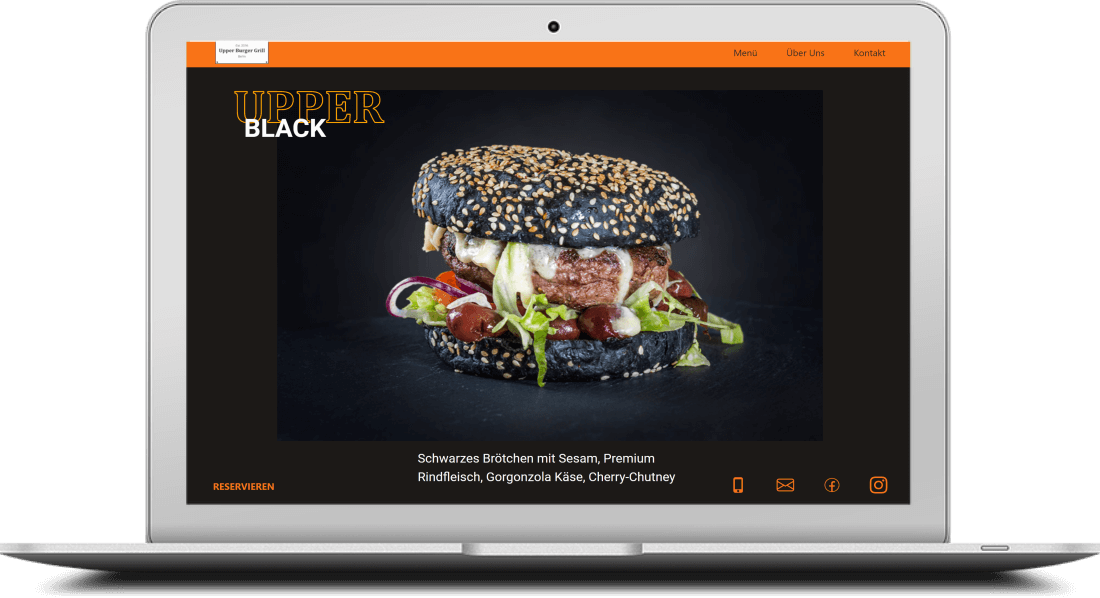 Upper Burger Grill
Menü
Über Uns
Kontakt
UPPER
BLACK
Schwarzes Brötchen mit Sesam, Premium
Rindfleisch, Gorgonzola Käse, Cherry-Chutney
RESERVIEREN